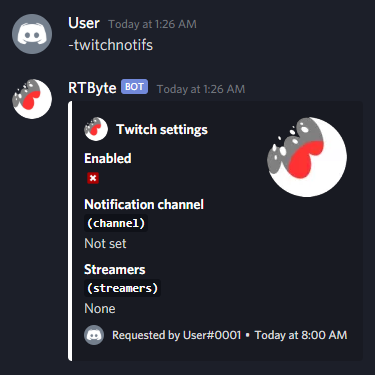 User Today at 1:26 AM
-twitchnotifs
RTByte BOT Today at 1:26 AM
Twitch settings
Enabled
Notification channel
(channel)
Not set
Streamers
(streamers)
None
Requested by User#0001 • Today at 8:00 AM